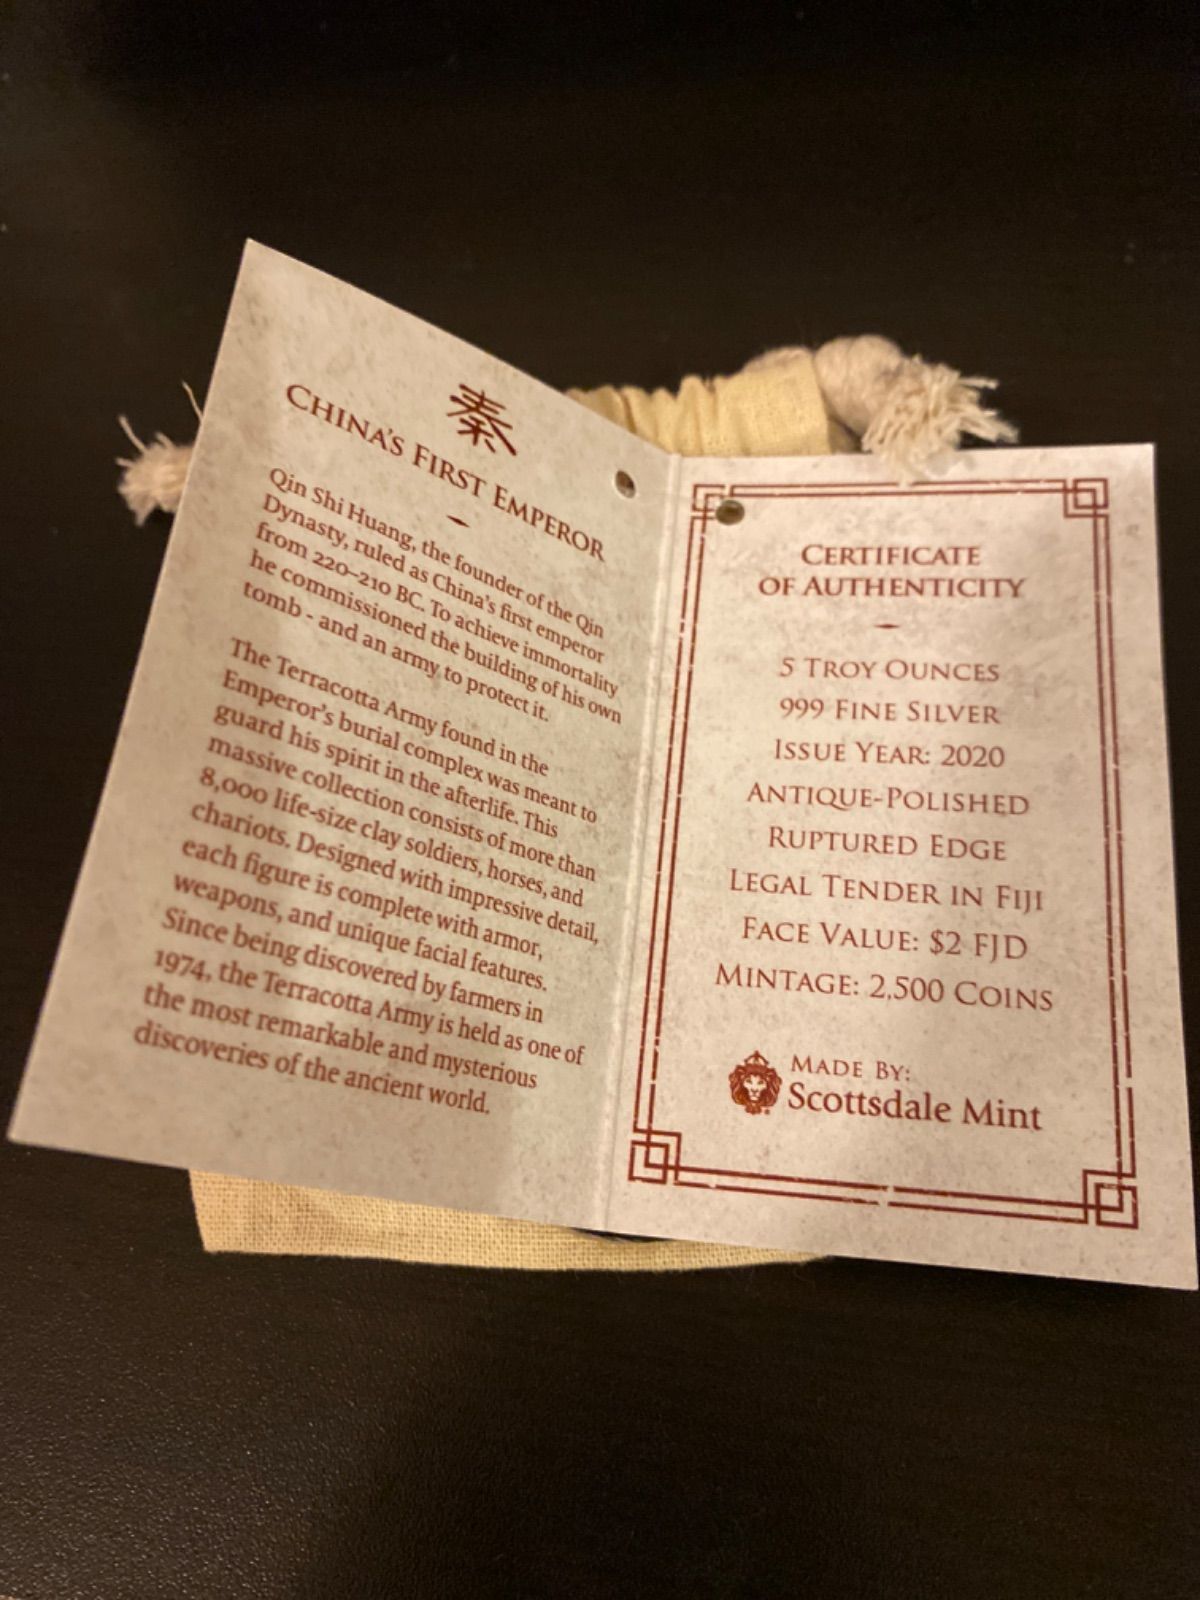 秦
CHINA'S FIRST EMPEROR
Qin Shi Huang, the founder of the Qin
Dynasty, ruled as China's first emperor
from 220–210 BC. To achieve immortality
he commissioned the building of his own
tomb - and an army to protect it.
The Terracotta Army found in the
Emperor's burial complex was meant to
guard his spirit in the afterlife. This
massive collection consists of more than
8,000 life-size clay soldiers, horses, and
chariots. Designed with impressive detail,
each figure is complete with armor,
weapons, and unique facial features.
Since being discovered by farmers in
1974, the Terracotta Army is held as one of
the most remarkable and mysterious
discoveries of the ancient world.
CERTIFICATE
OF AUTHENTICITY
5 TROY OUNCES
999 FINE SILVER
ISSUE YEAR: 2020
ANTIQUE-POLISHED
RUPTURED EDGE
LEGAL TENDER IN FIJI
FACE VALUE: $2 FJD
MINTAGE: 2,500 COINS
MADE BY:
Scottsdale Mint